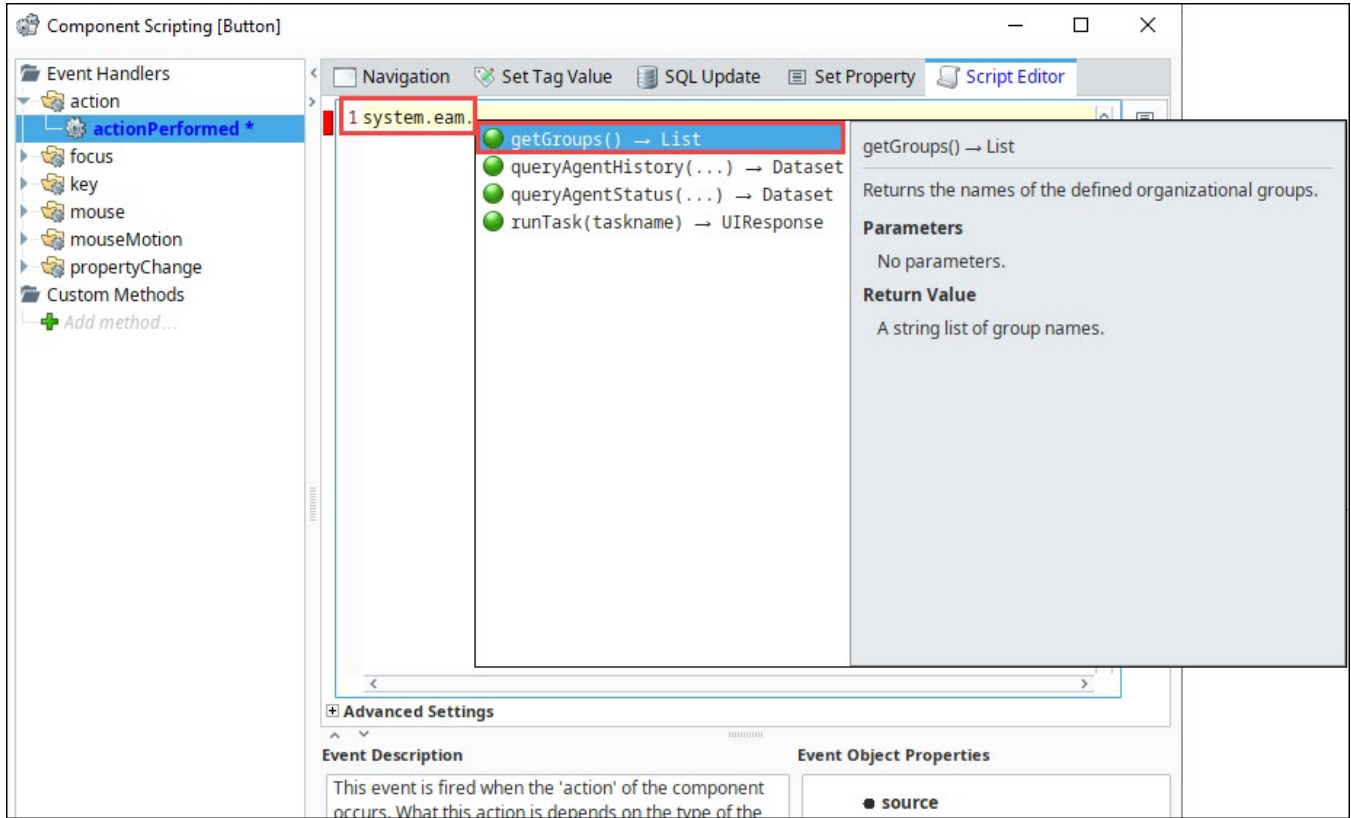 Component Scripting [Button]
Event Handlers
action
actionPerformed *
focus
key
mouse
mouseMotion
propertyChange
Custom Methods
Add method...
Navigation
Set Tag Value
SQL Update
Set Property
Script Editor
1 system.eam.
getGroups() → List
queryAgentHistory(...) → Dataset
queryAgentStatus(...) → Dataset
runTask(taskname) → UIResponse
getGroups() → List
Returns the names of the defined organizational groups.
Parameters
No parameters.
Return Value
A string list of group names.
Advanced Settings
Event Description
This event is fired when the 'action' of the component
occurs. What this action is depends on the type of the
Event Object Properties
source